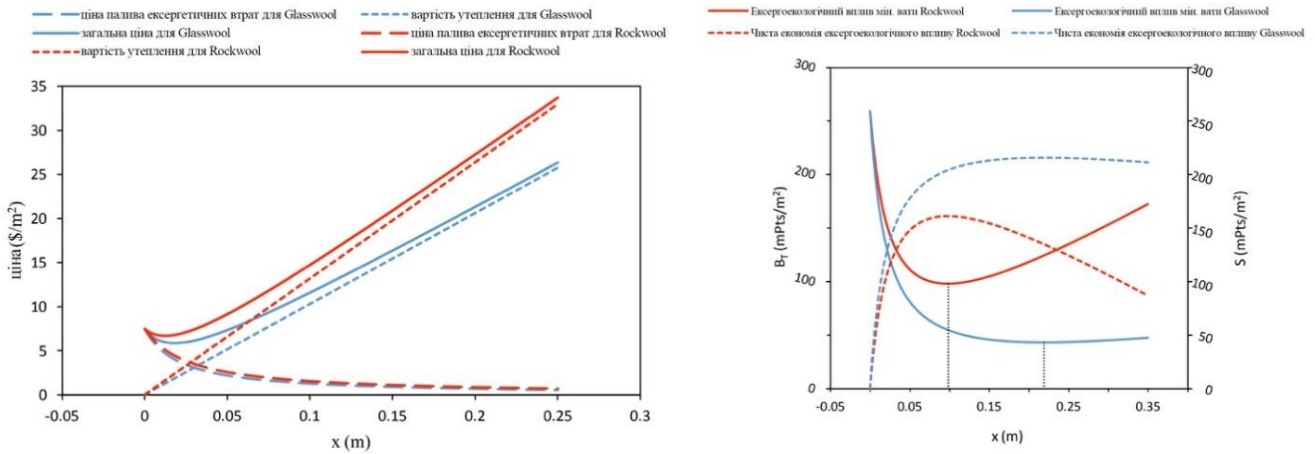 ціна палива ексергетичних втрат для Glasswool
вартість утеплення для Glasswool
загальна ціна для Glasswool
ціна палива ексергетичних втрат для Rockwool
вартість утеплення для Rockwool
загальна ціна для Rockwool
ціна ($/m²)
35
30
25
20
15
10
5
0
-0.05
0
0.05
0.1
0.15
0.2
0.25
0.3
x (m)
Ексергоекологічний вплив мін. вати Rockwool
Ексергоекологічний вплив мін. вати Glasswool
Чиста економія ексергоекологічного впливу Rockwool
Чиста економія ексергоекологічного впливу Glasswool
B_T (mPts/m²)
300
200
100
0
300
250
200
150
100
50
0
S (mPts/m²)
-0.05
0.05
0.15
0.25
0.35
x (m)